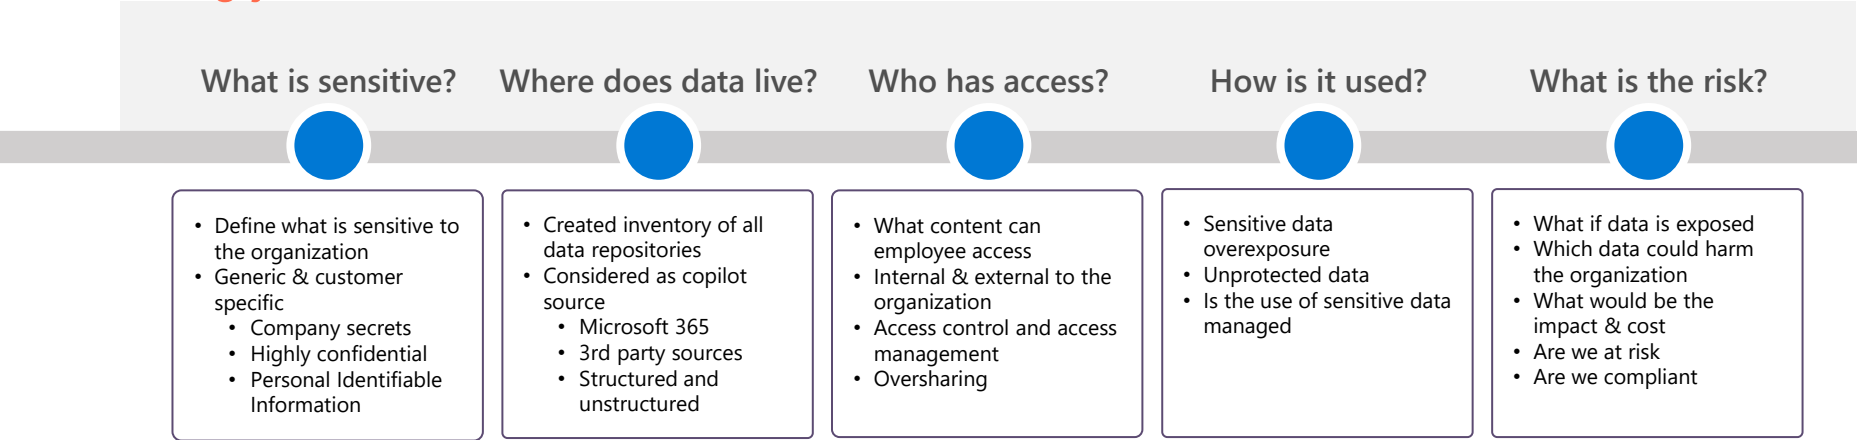 What is sensitive?
Where does data live?
Who has access?
How is it used?
What is the risk?
• Define what is sensitive to
the organization
• Generic & customer
specific
• Company secrets
• Highly confidential
• Personal Identifiable
Information
• Created inventory of all
data repositories
• Considered as copilot
source
• Microsoft 365
• 3rd party sources
• Structured and
unstructured
• What content can
employee access
• Internal & external to the
organization
• Access control and access
management
• Oversharing
• Sensitive data
overexposure
• Unprotected data
• Is the use of sensitive data
managed
• What if data is exposed
• Which data could harm
the organization
• What would be the
impact & cost
• Are we at risk
• Are we compliant